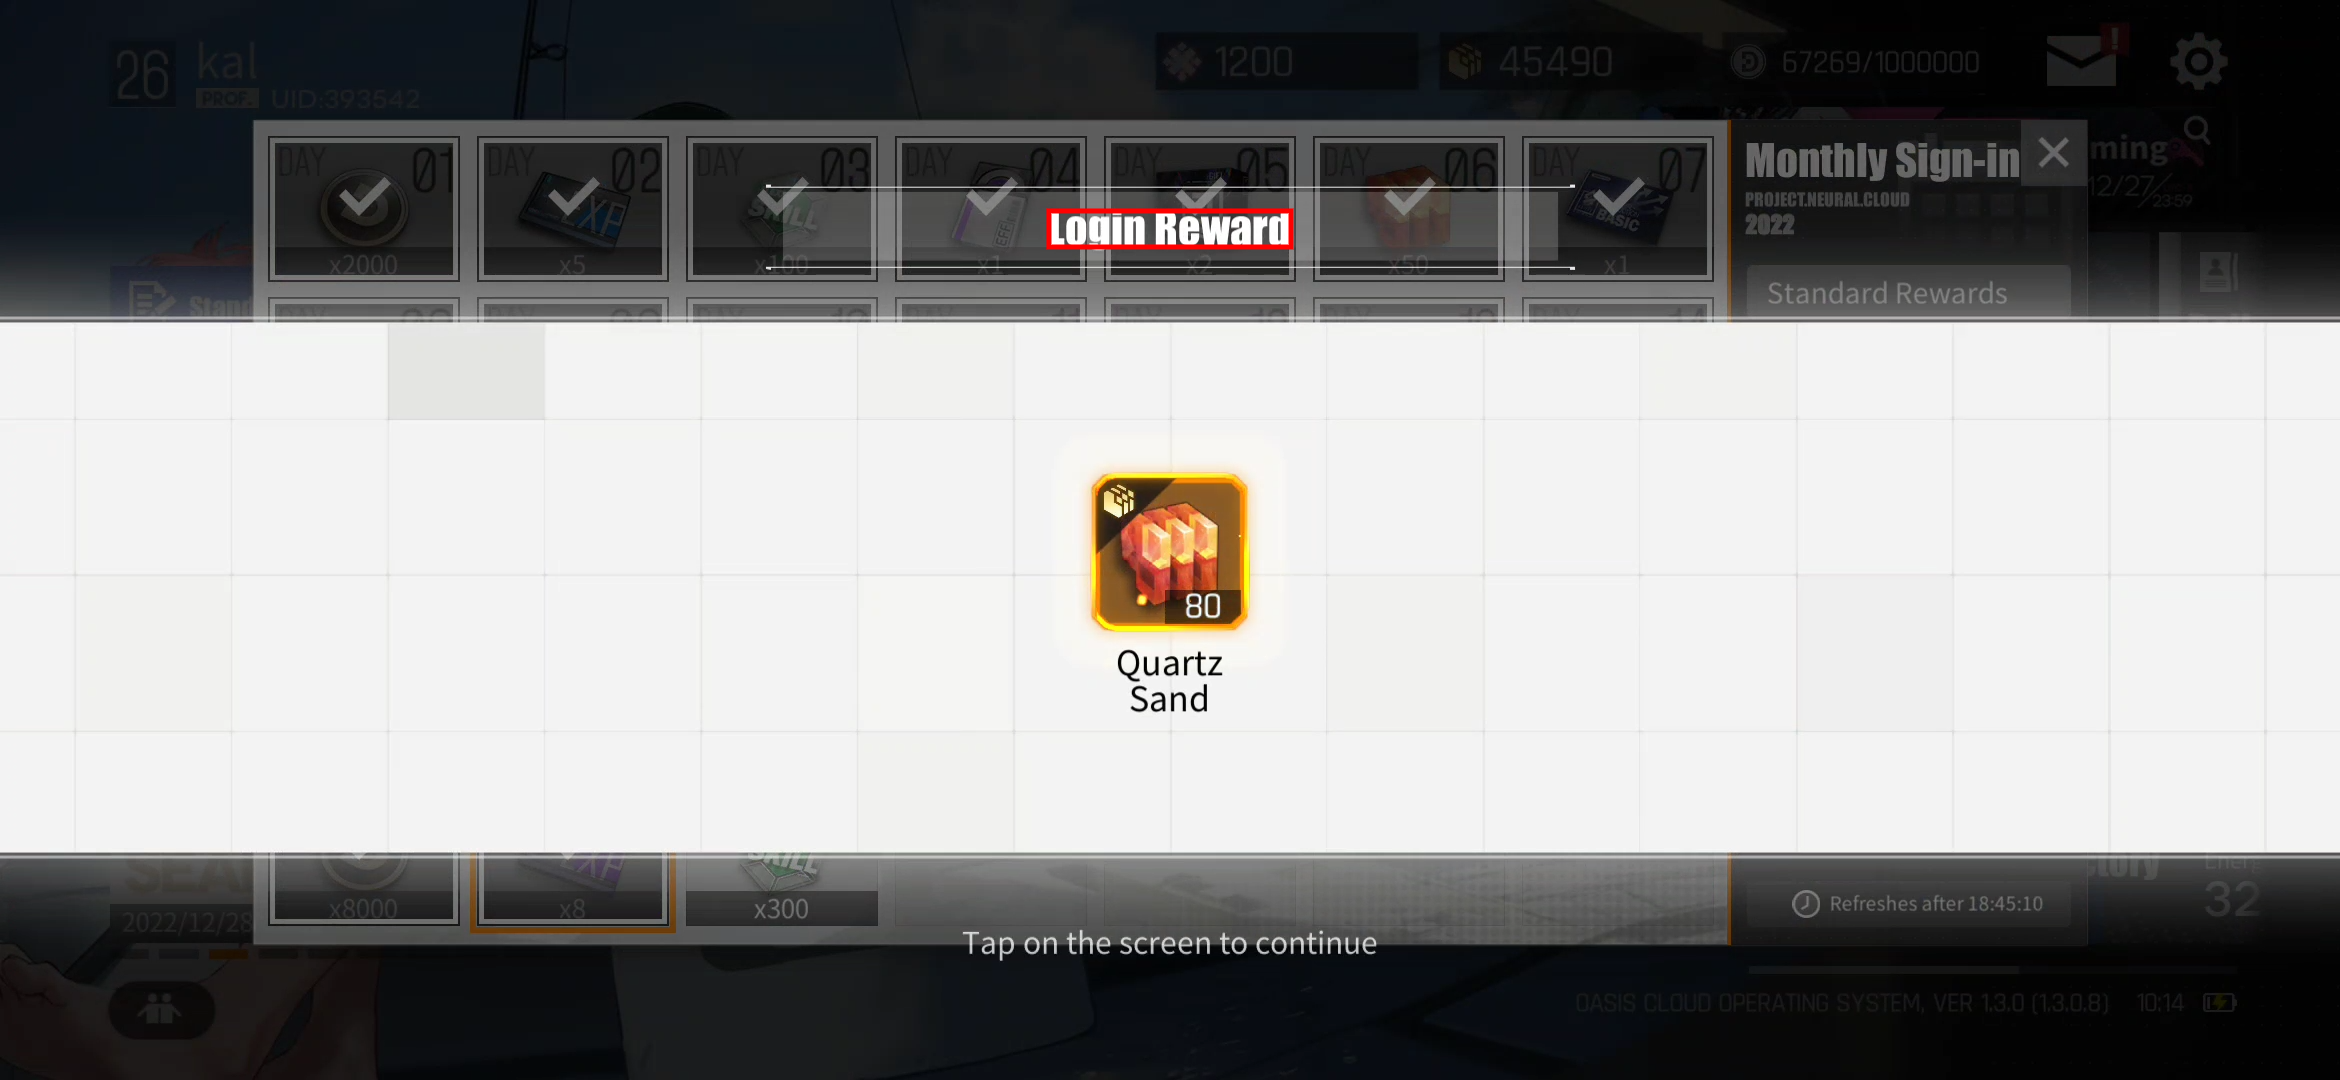 26 kal
PROF. UID:393542
1200
45490
67269/1000000
DAY 01
x2000
DAY 02
x5
DAY 03
x100
DAY 04
x1
DAY 05
x2
DAY 06
x50
DAY 07
BASIC
x1
Login Reward
Monthly Sign-in
PROJECT.NEURAL.CLOUD
2022
Standard Rewards
ming
12/27/
23:59
Stand
80
Quartz
Sand
2022/12/28
x8000
x8
x300
Refreshes after 18:45:10
ctory
32
Tap on the screen to continue
OASIS CLOUD OPERATING SYSTEM, VER 1.3.0 (1.3.0.8) 10:14